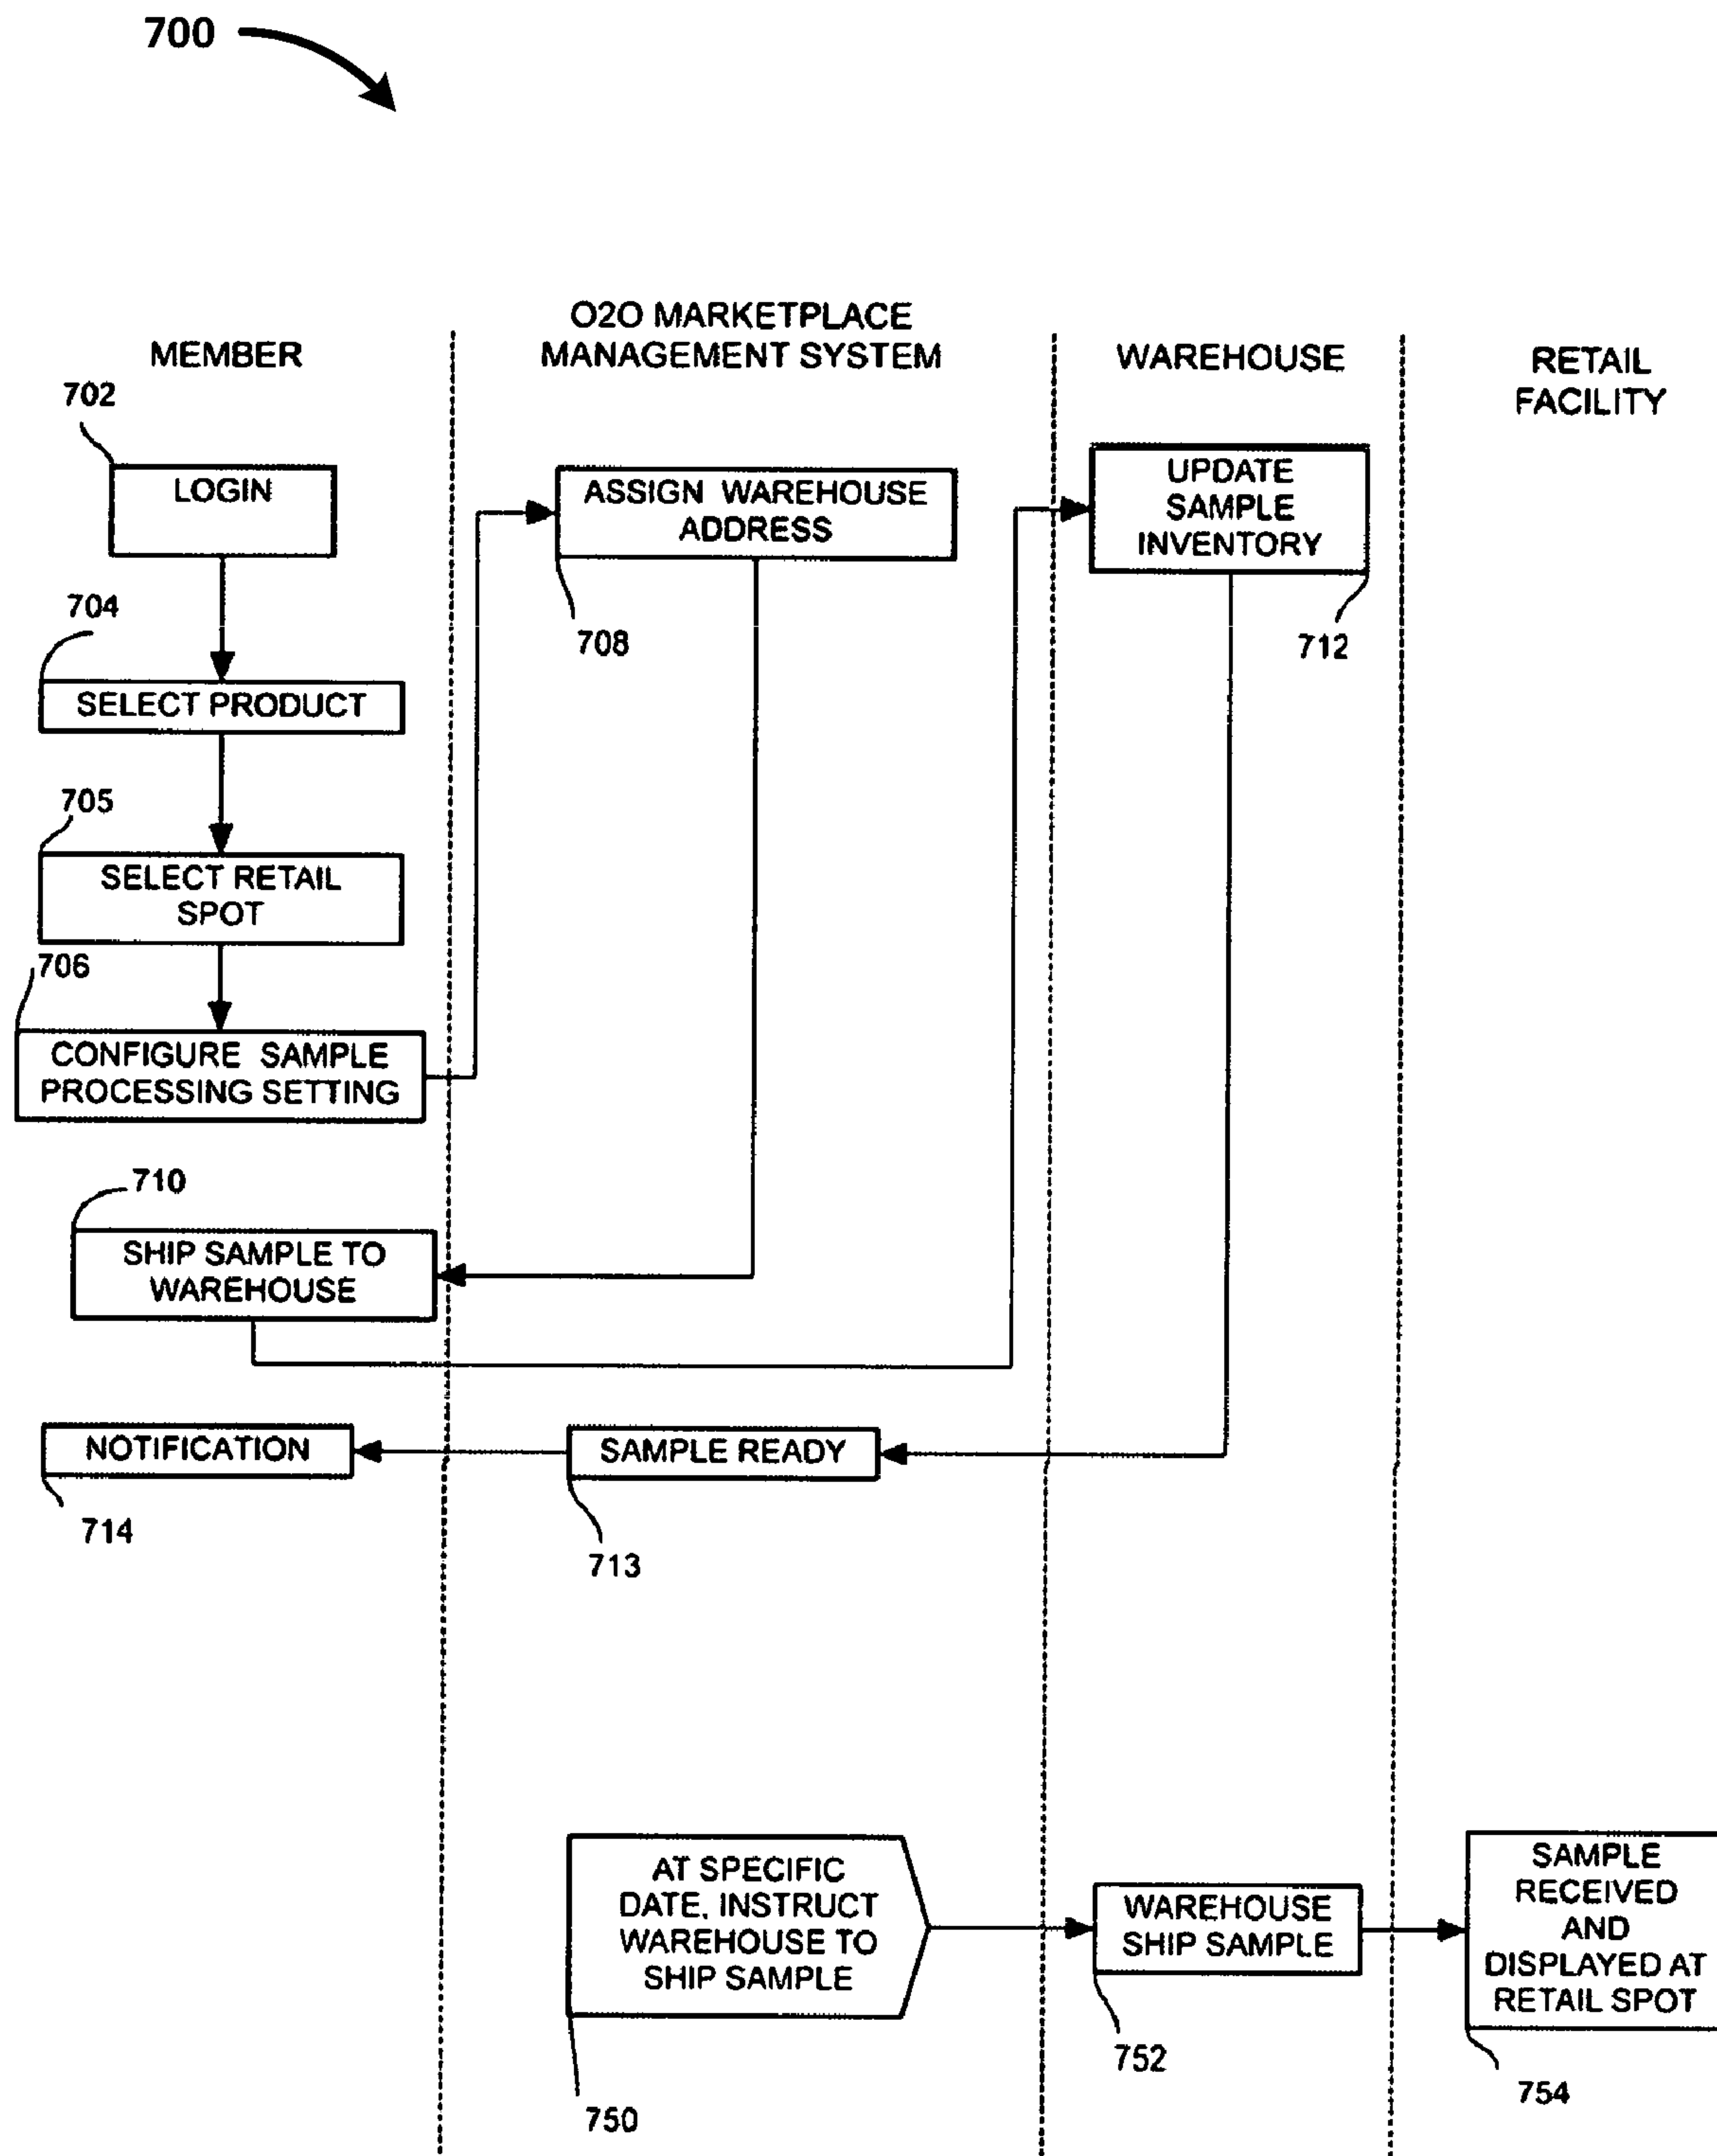 700
MEMBER
O2O MARKETPLACE
MANAGEMENT SYSTEM
WAREHOUSE
RETAIL
FACILITY
702
LOGIN
704
SELECT PRODUCT
705
SELECT RETAIL
SPOT
706
CONFIGURE SAMPLE
PROCESSING SETTING
ASSIGN WAREHOUSE
ADDRESS
708
710
SHIP SAMPLE TO
WAREHOUSE
UPDATE
SAMPLE
INVENTORY
712
SAMPLE READY
713
NOTIFICATION
714
AT SPECIFIC
DATE, INSTRUCT
WAREHOUSE TO
SHIP SAMPLE
750
WAREHOUSE
SHIP SAMPLE
752
SAMPLE
RECEIVED
AND
DISPLAYED AT
RETAIL SPOT
754